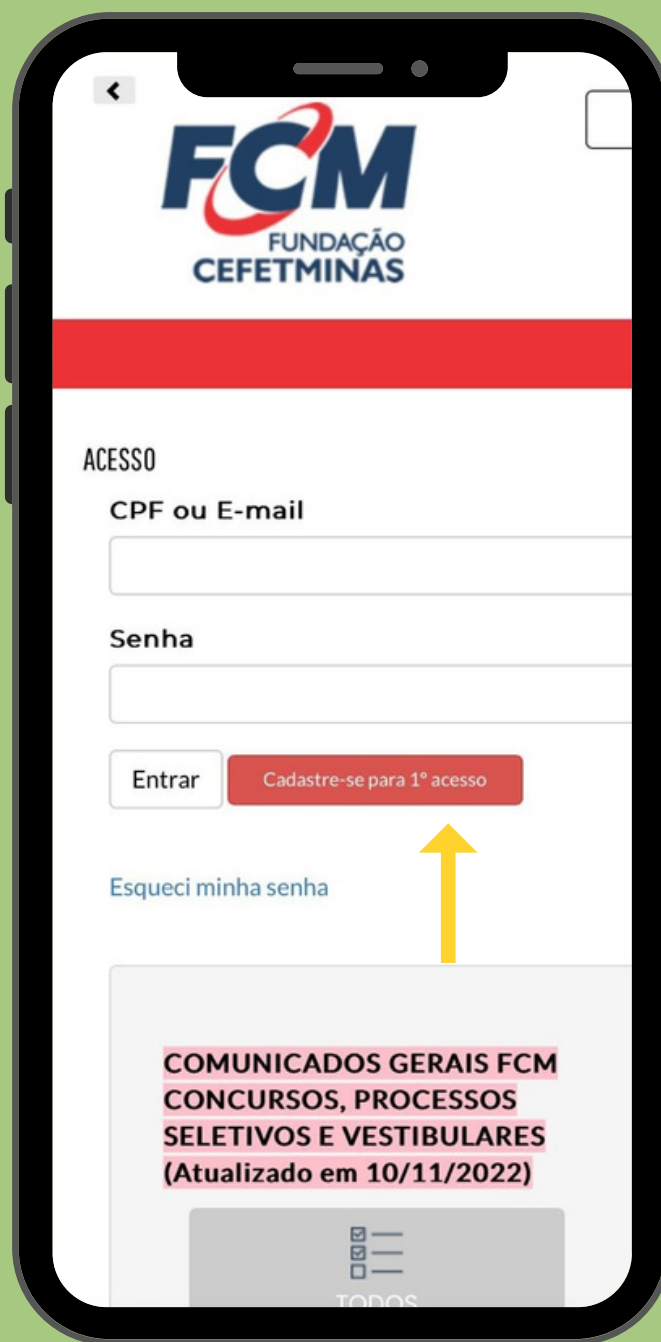 FCM
FUNDAÇÃO
CEFETMINAS
ACESSO
CPF ou E-mail
Senha
Entrar
Cadastre-se para 1º acesso
Esqueci minha senha
COMUNICADOS GERAIS FCM
CONCURSOS, PROCESSOS
SELETIVOS E VESTIBULARES
(Atualizado em 10/11/2022)
TODOS